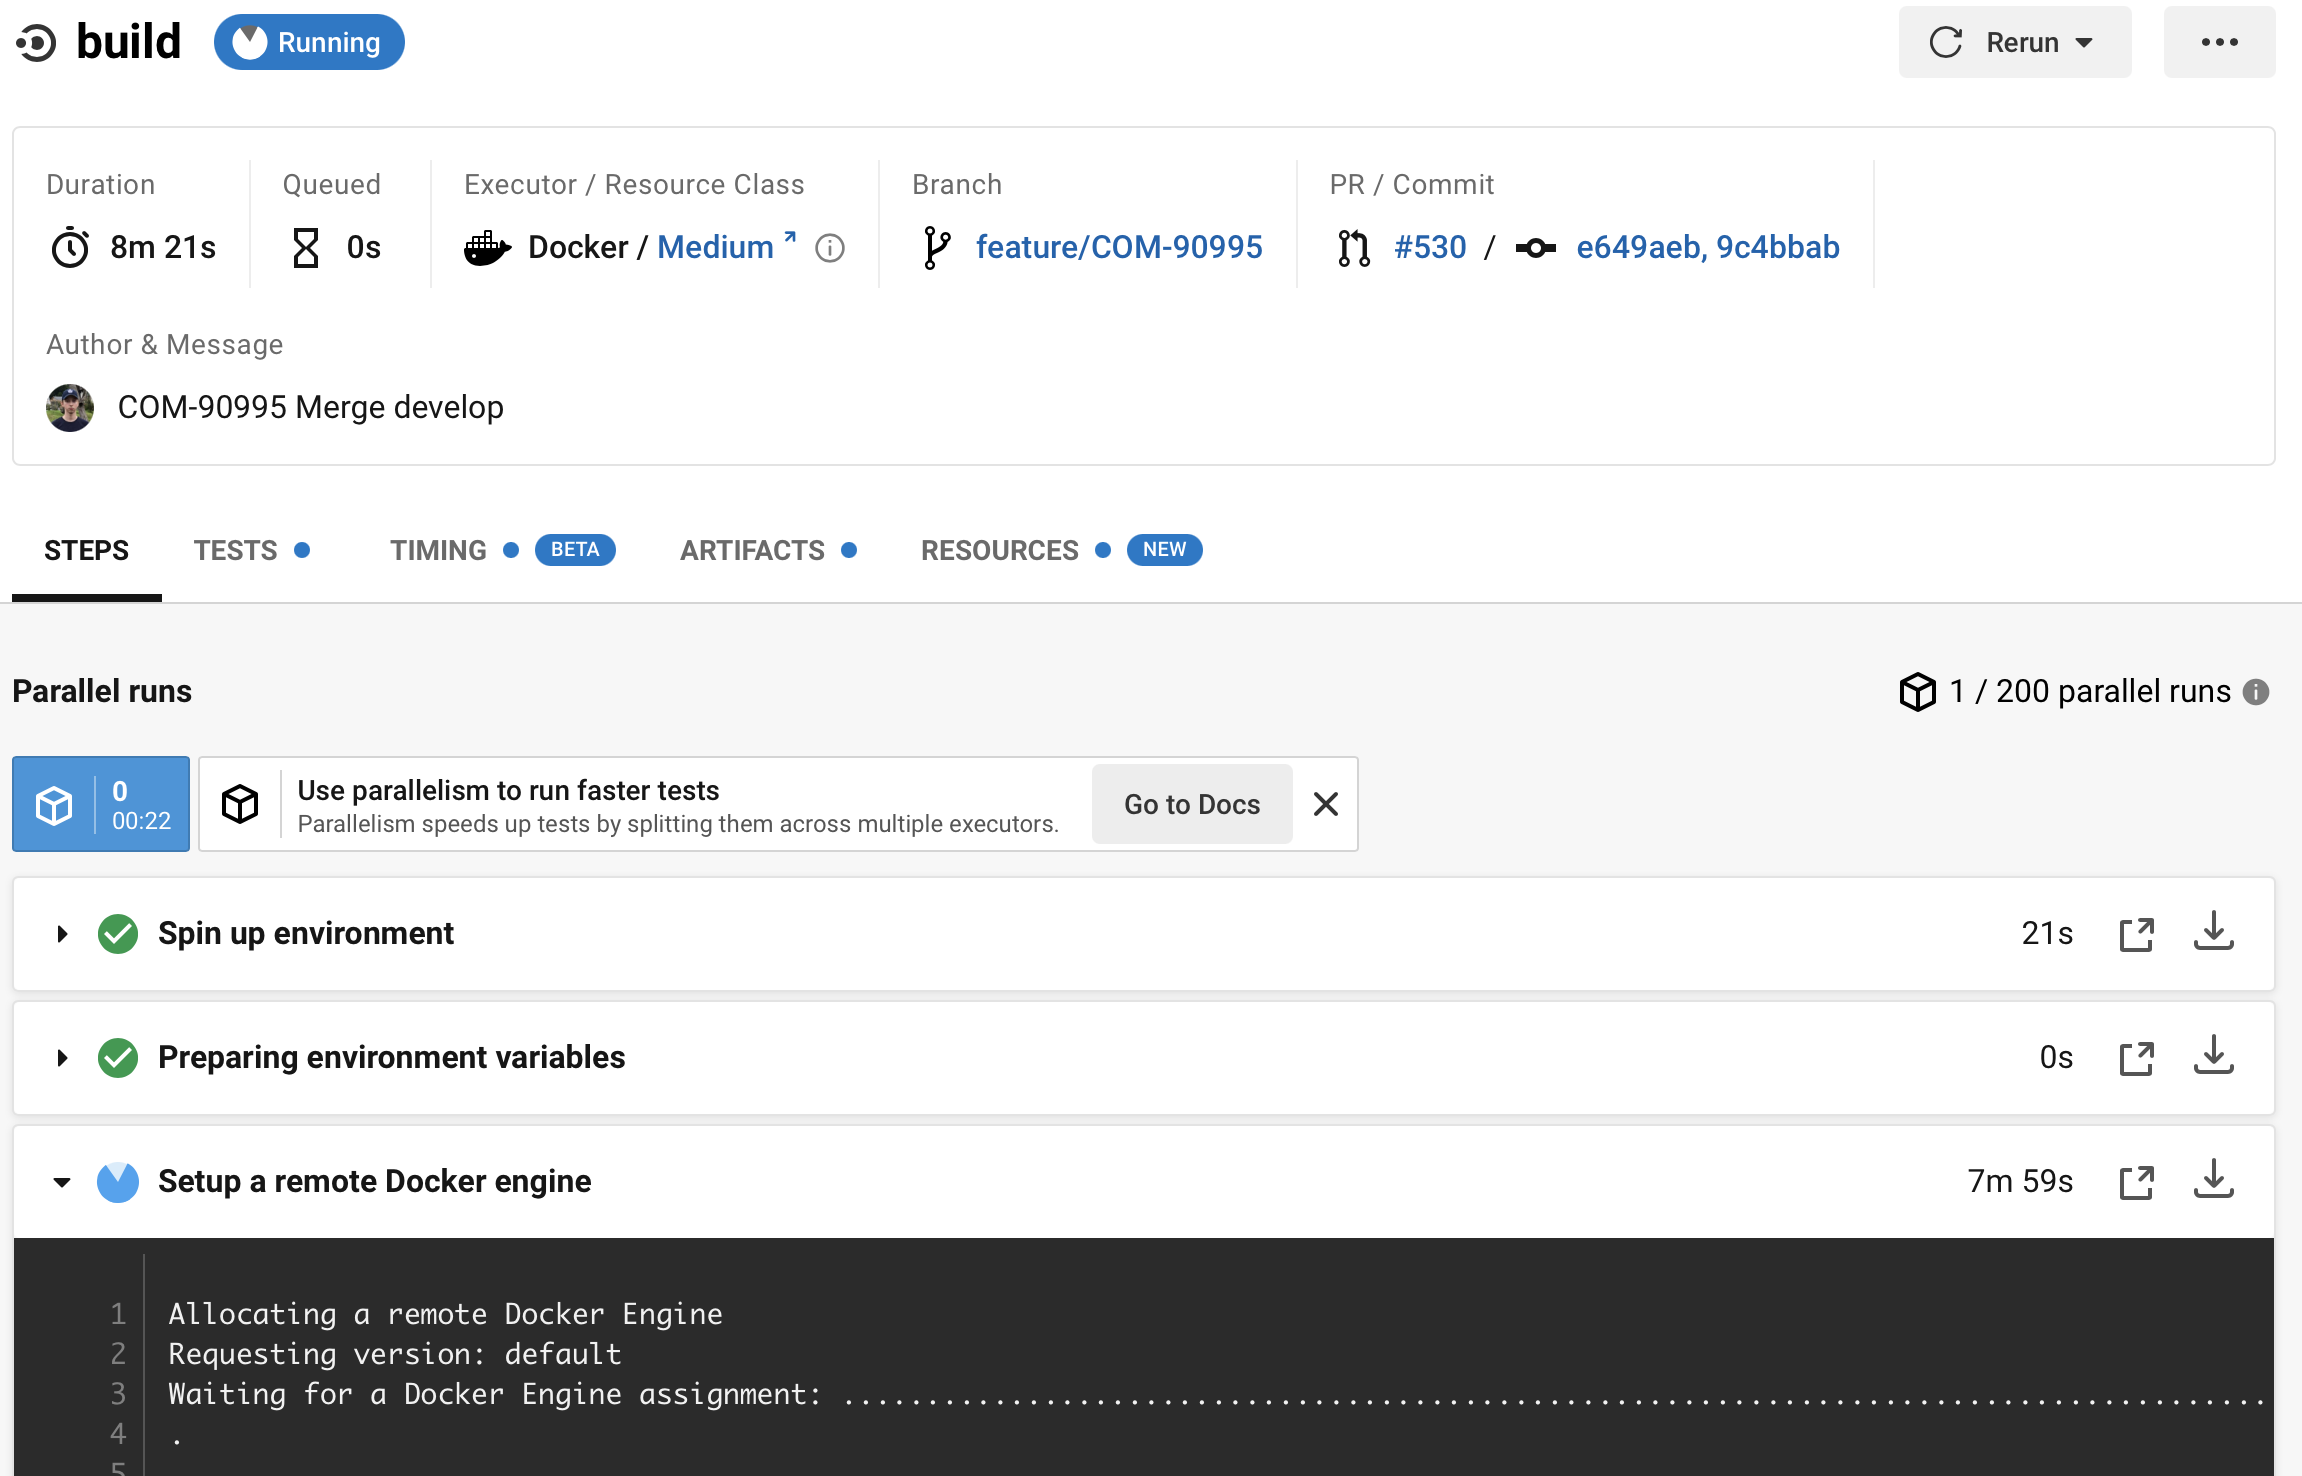 build Running Rerun
Duration Queued Executor / Resource Class Branch PR / Commit
8m 21s 0s Docker / Medium feature/COM-90995 #530 / e649aeb, 9c4bbab
Author & Message
COM-90995 Merge develop
STEPS TESTS TIMING BETA ARTIFACTS RESOURCES NEW
Parallel runs 1 / 200 parallel runs
0
00:22
Use parallelism to run faster tests
Parallelism speeds up tests by splitting them across multiple executors.
Go to Docs
Spin up environment 21s
Preparing environment variables 0s
Setup a remote Docker engine 7m 59s
1 Allocating a remote Docker Engine
2 Requesting version: default
3 Waiting for a Docker Engine assignment: .....................................................................................
4 .
5